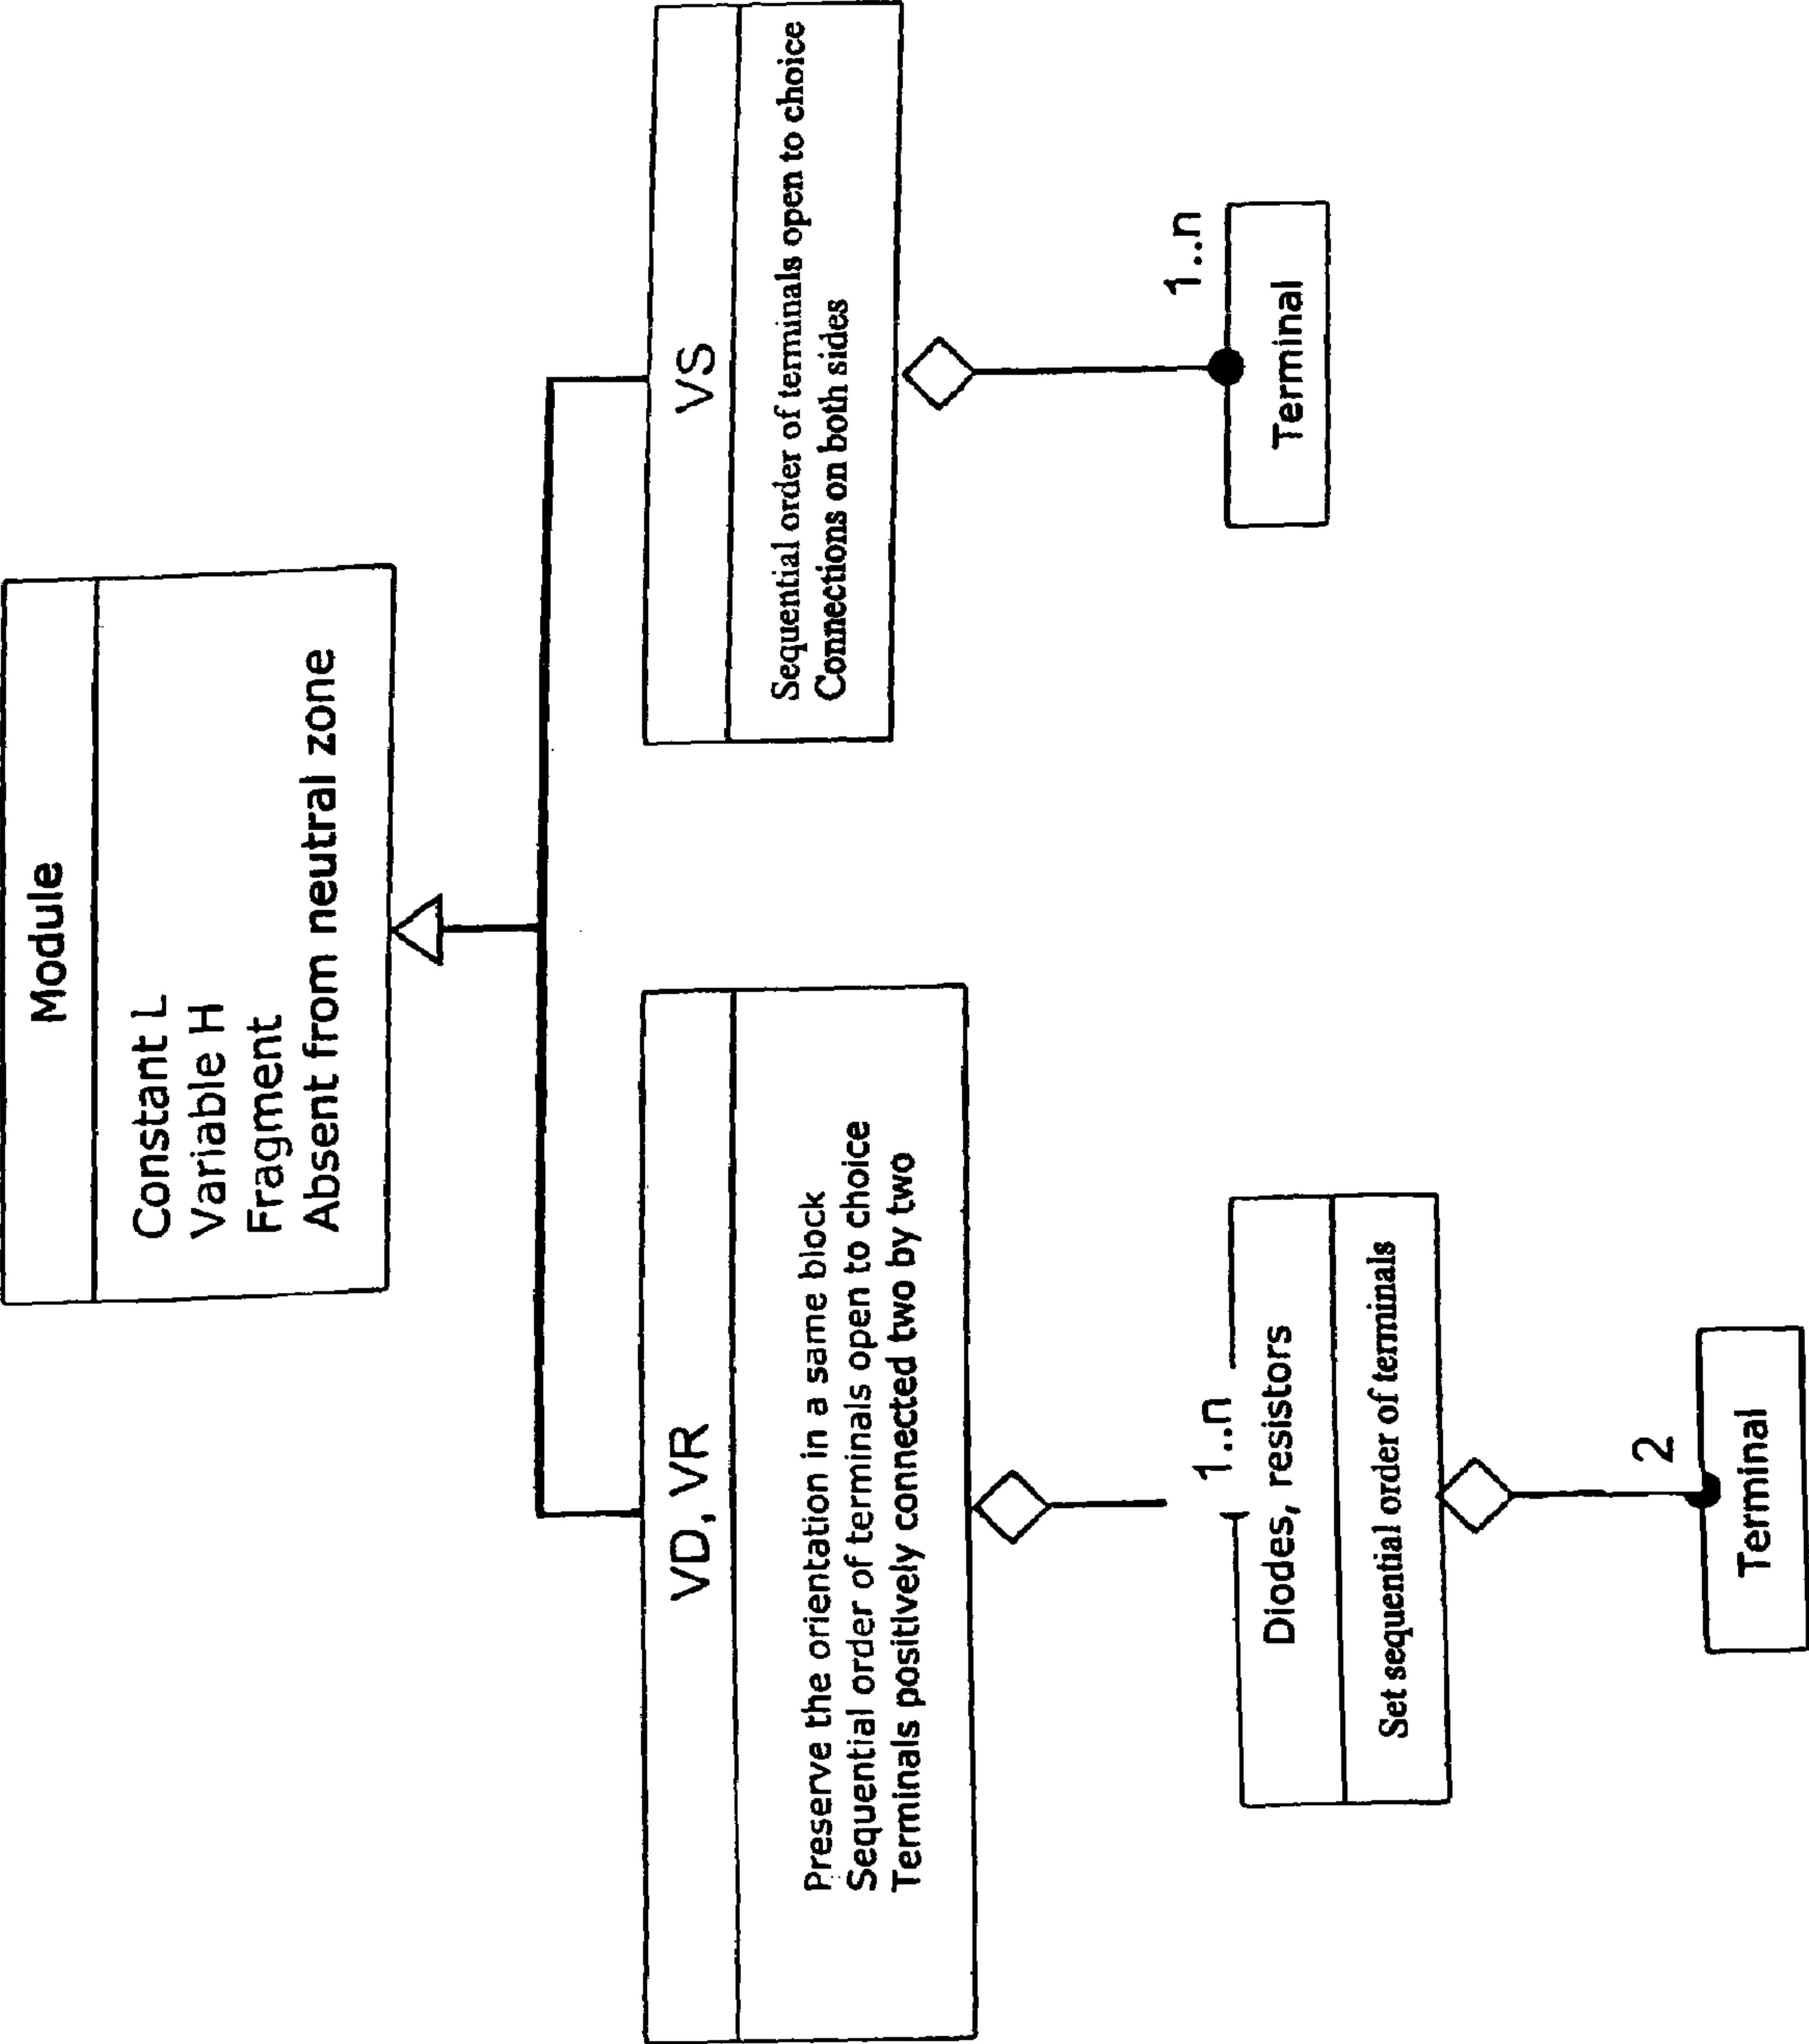 Module
Constant L
Variable H
Fragment
Absent from neutral zone
VD, VR
Preserve the orientation in a same block
Sequential order of terminals open to choice
Terminals positively connected two by two
VS
Sequential order of terminals open to choice
Connections on both sides
1..n
Diodes, resistors
Set sequential order of terminals
2
Terminal
1..n
Terminal